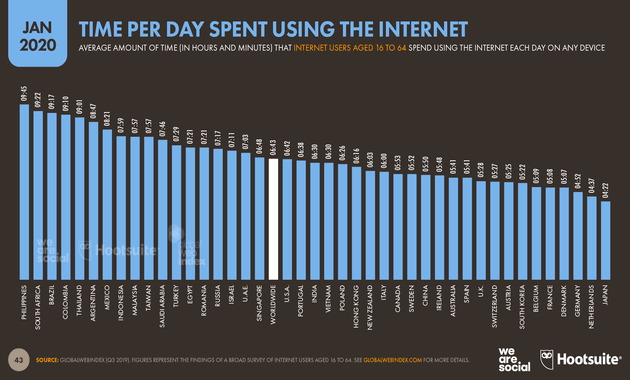 JAN
2020
TIME PER DAY SPENT USING THE INTERNET
AVERAGE AMOUNT OF TIME (IN HOURS AND MINUTES) THAT INTERNET USERS AGED 16 TO 64 SPEND USING THE INTERNET EACH DAY ON ANY DEVICE
09:45
09:22
09:17
09:10
09:01
08:47
08:21
07:59
07:57
07:57
07:46
07:29
07:21
07:21
07:17
07:11
07:03
06:48
06:43
06:42
06:38
06:30
06:30
06:26
06:16
06:03
06:00
05:53
05:52
05:50
05:48
05:41
05:41
05:28
05:27
05:25
05:22
05:09
05:08
05:07
04:52
04:37
04:22
we
are
social
Hootsuite
global
web
index
PHILIPPINES
SOUTH AFRICA
BRAZIL
COLOMBIA
THAILAND
ARGENTINA
MEXICO
INDONESIA
MALAYSIA
TAIWAN
SAUDI ARABIA
TURKEY
EGYPT
ROMANIA
RUSSIA
ISRAEL
U.A.E.
SINGAPORE
WORLDWIDE
U.S.A.
PORTUGAL
INDIA
VIETNAM
POLAND
HONG KONG
NEW ZEALAND
ITALY
CANADA
SWEDEN
CHINA
IRELAND
AUSTRALIA
SPAIN
U.K.
SWITZERLAND
AUSTRIA
SOUTH KOREA
BELGIUM
FRANCE
DENMARK
GERMANY
NETHERLANDS
JAPAN
43
SOURCE: GLOBALWEBINDEX (Q3 2019). FIGURES REPRESENT THE FINDINGS OF A BROAD SURVEY OF INTERNET USERS AGED 16 TO 64. SEE GLOBALWEBINDEX.COM FOR MORE DETAILS.
we
are
social
Hootsuite®